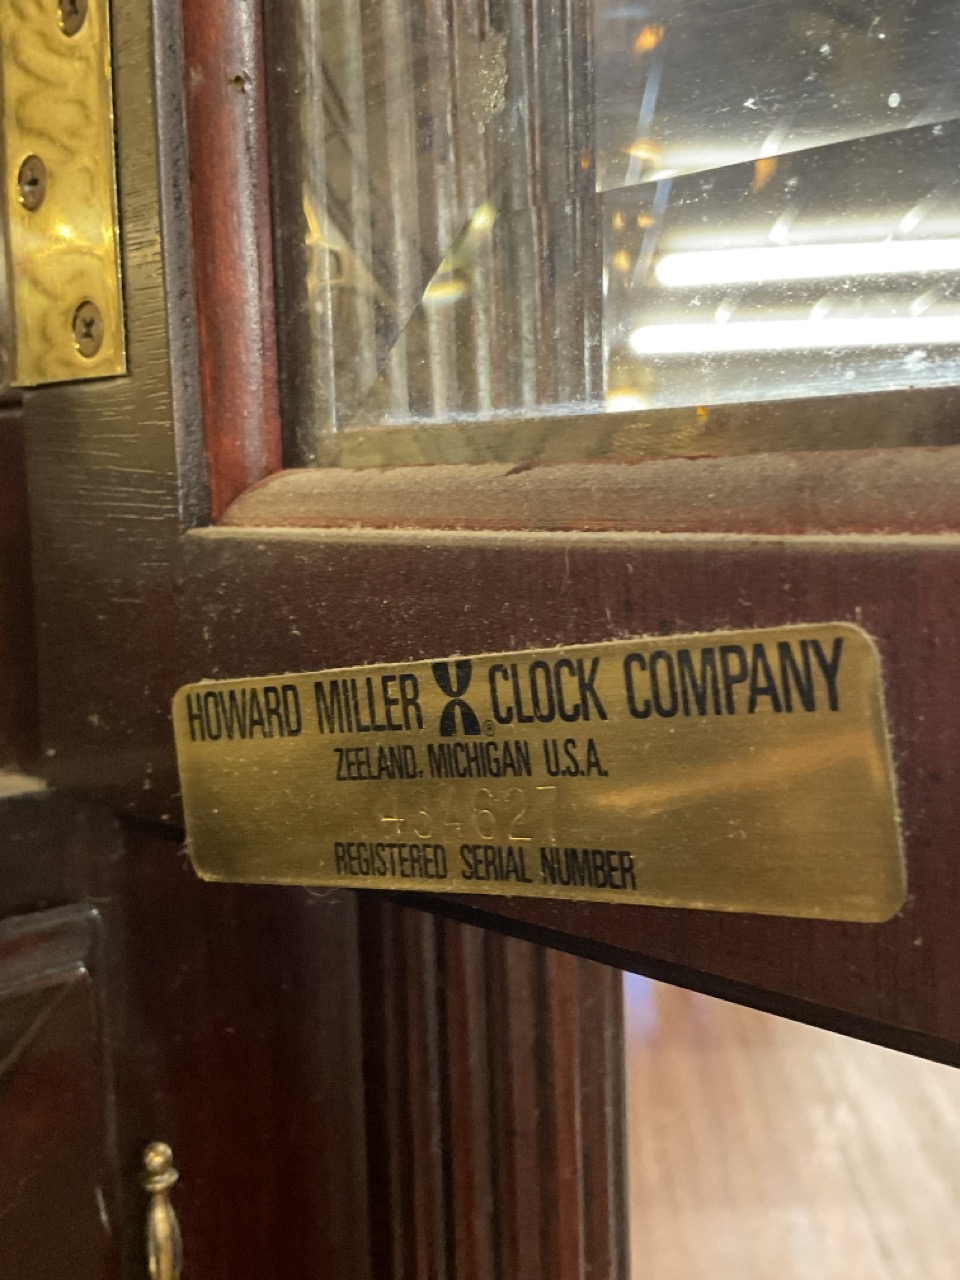 HOWARD MILLER ® CLOCK COMPANY
ZEELAND, MICHIGAN U.S.A.
434627
REGISTERED SERIAL NUMBER